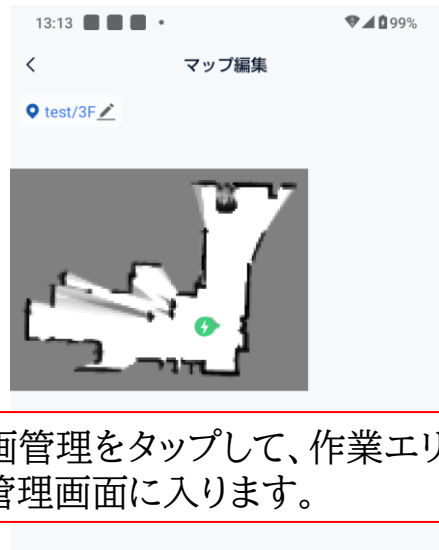 13:13
99%
マップ編集
test/3F
画管理をタップして、作業エリ
管理画面に入ります。